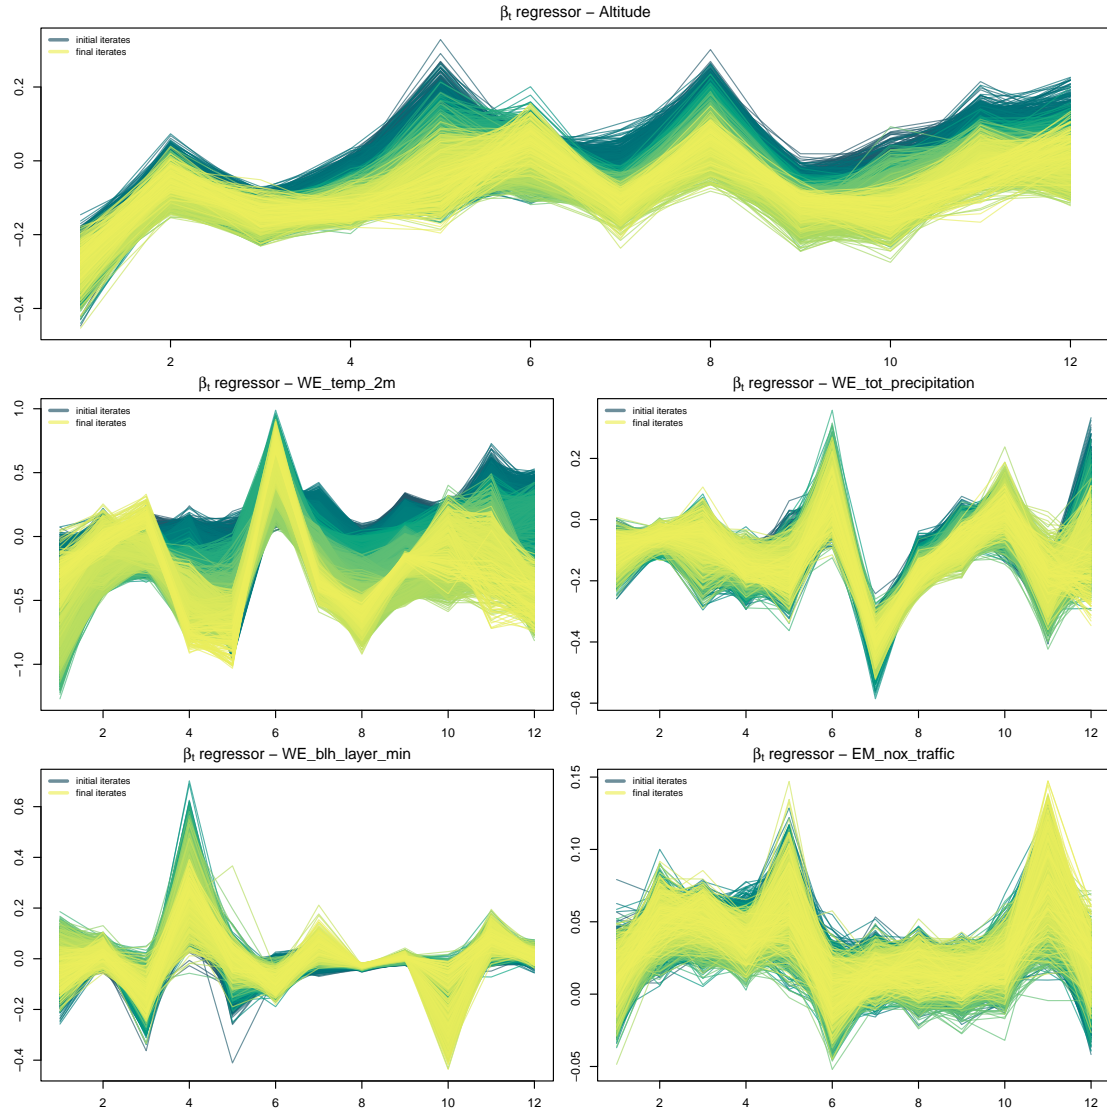 βt regressor − Altitude
initial iterates
final iterates
0.2
0.0
−0.2
−0.4
2 4 6 8 10 12
βt regressor − WE_temp_2m
initial iterates
final iterates
1.0
0.5
0.0
−0.5
−1.0
2 4 6 8 10 12
βt regressor − WE_tot_precipitation
initial iterates
final iterates
0.2
0.0
−0.2
−0.4
−0.6
2 4 6 8 10 12
βt regressor − WE_blh_layer_min
initial iterates
final iterates
0.6
0.4
0.2
0.0
−0.2
−0.4
2 4 6 8 10 12
βt regressor − EM_nox_traffic
initial iterates
final iterates
0.15
0.10
0.05
0.00
−0.05
2 4 6 8 10 12